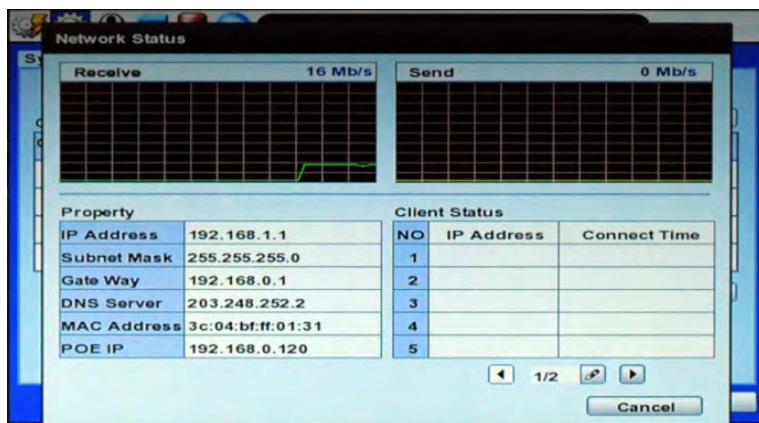 Network Status
Receive 16 Mb/s
Send 0 Mb/s
Property
IP Address 192.168.1.1
Subnet Mask 255.255.255.0
Gate Way 192.168.0.1
DNS Server 203.248.252.2
MAC Address 3c:04:bf:ff:01:31
POE IP 192.168.0.120
Client Status
NO IP Address Connect Time
1
2
3
4
5
1/2
Cancel